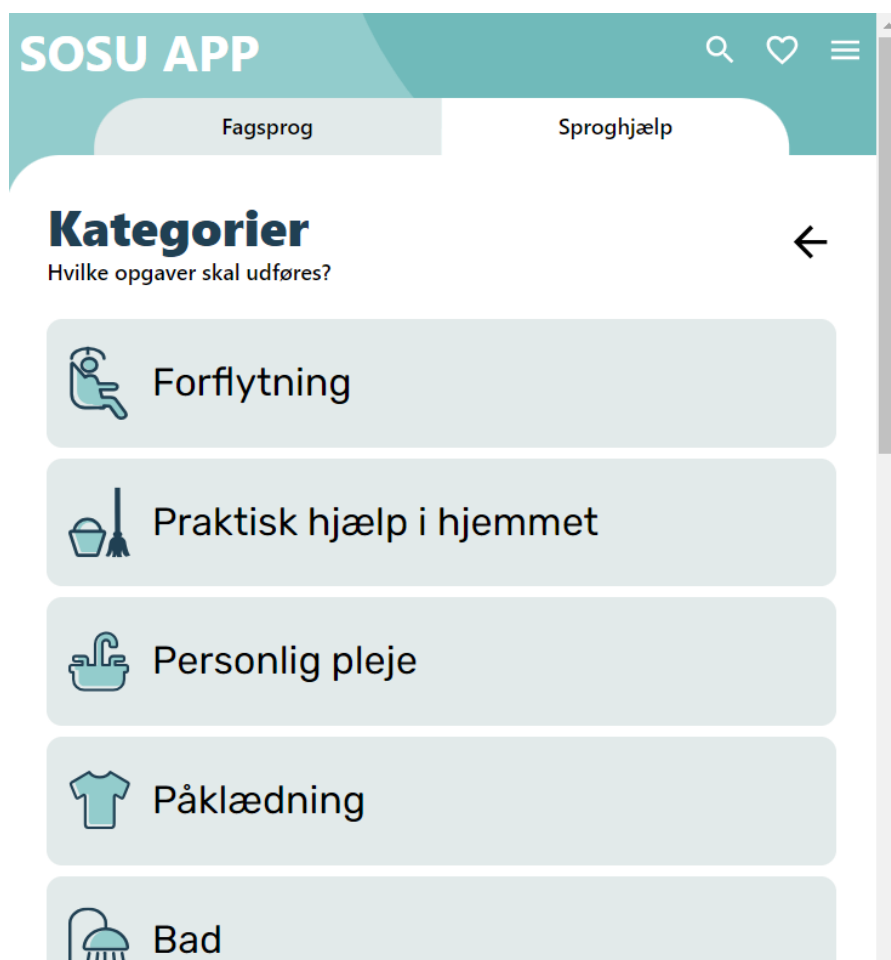 SOSU APP
Fagsprog
Sproghjælp
Kategorier
Hvilke opgaver skal udføres?
Forflytning
Praktisk hjælp i hjemmet
Personlig pleje
Påklædning
Bad